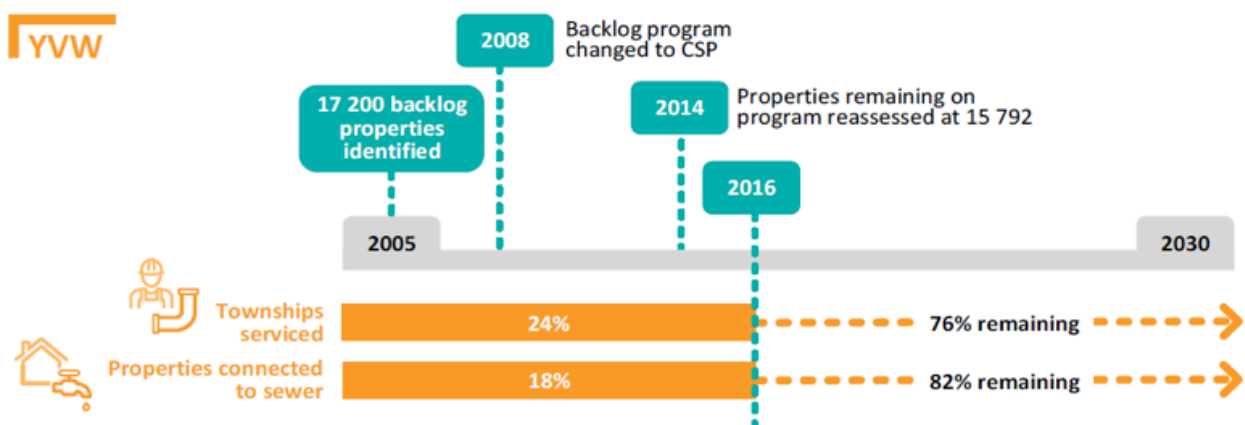 YVW
2008
Backlog program
changed to CSP
17 200 backlog
properties
identified
2014
Properties remaining on
program reassessed at 15 792
2016
2005
2030
Townships
serviced
24%
76% remaining
Properties connected
to sewer
18%
82% remaining